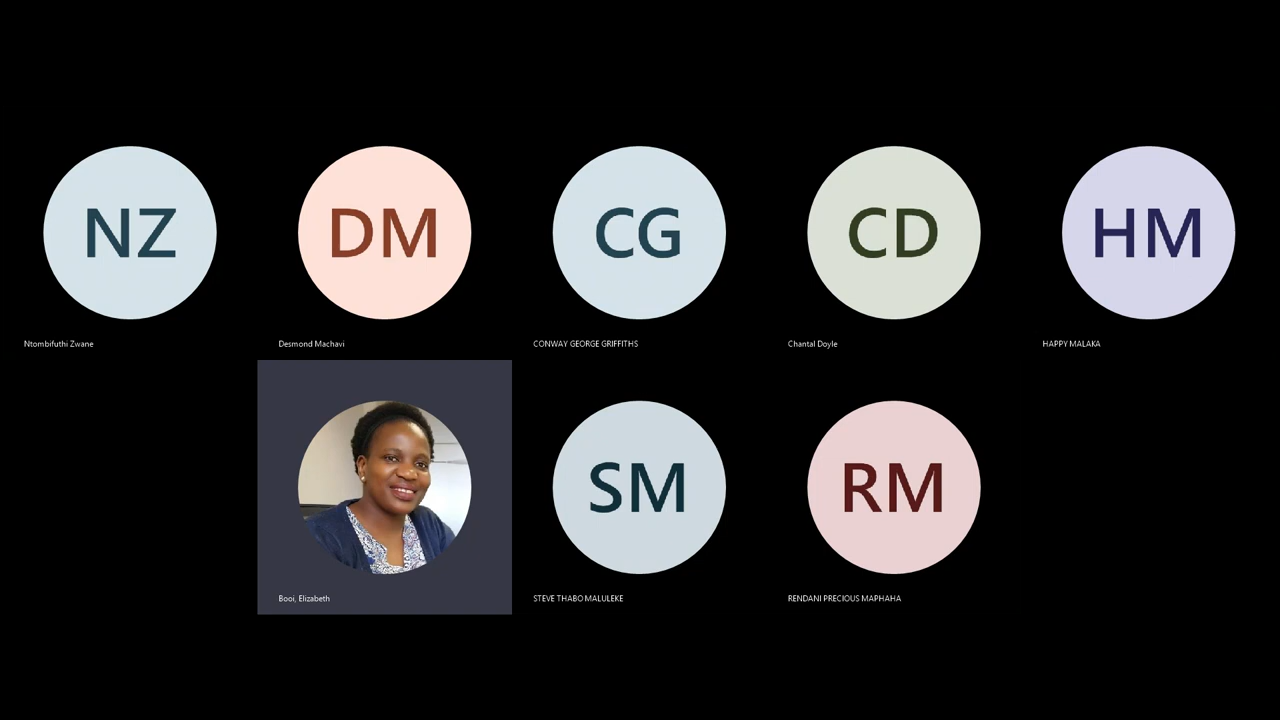 NZ
DM
CG
CD
HM
Ntombifuthi Zwane
Desmond Machavi
CONWAY GEORGE GRIFFITHS
Chantal Doyle
HAPPY MALAKA
SM
RM
Booi, Elizabeth
STEVE THABO MALULEKE
RENDANI PRECIOUS MAPHAHA